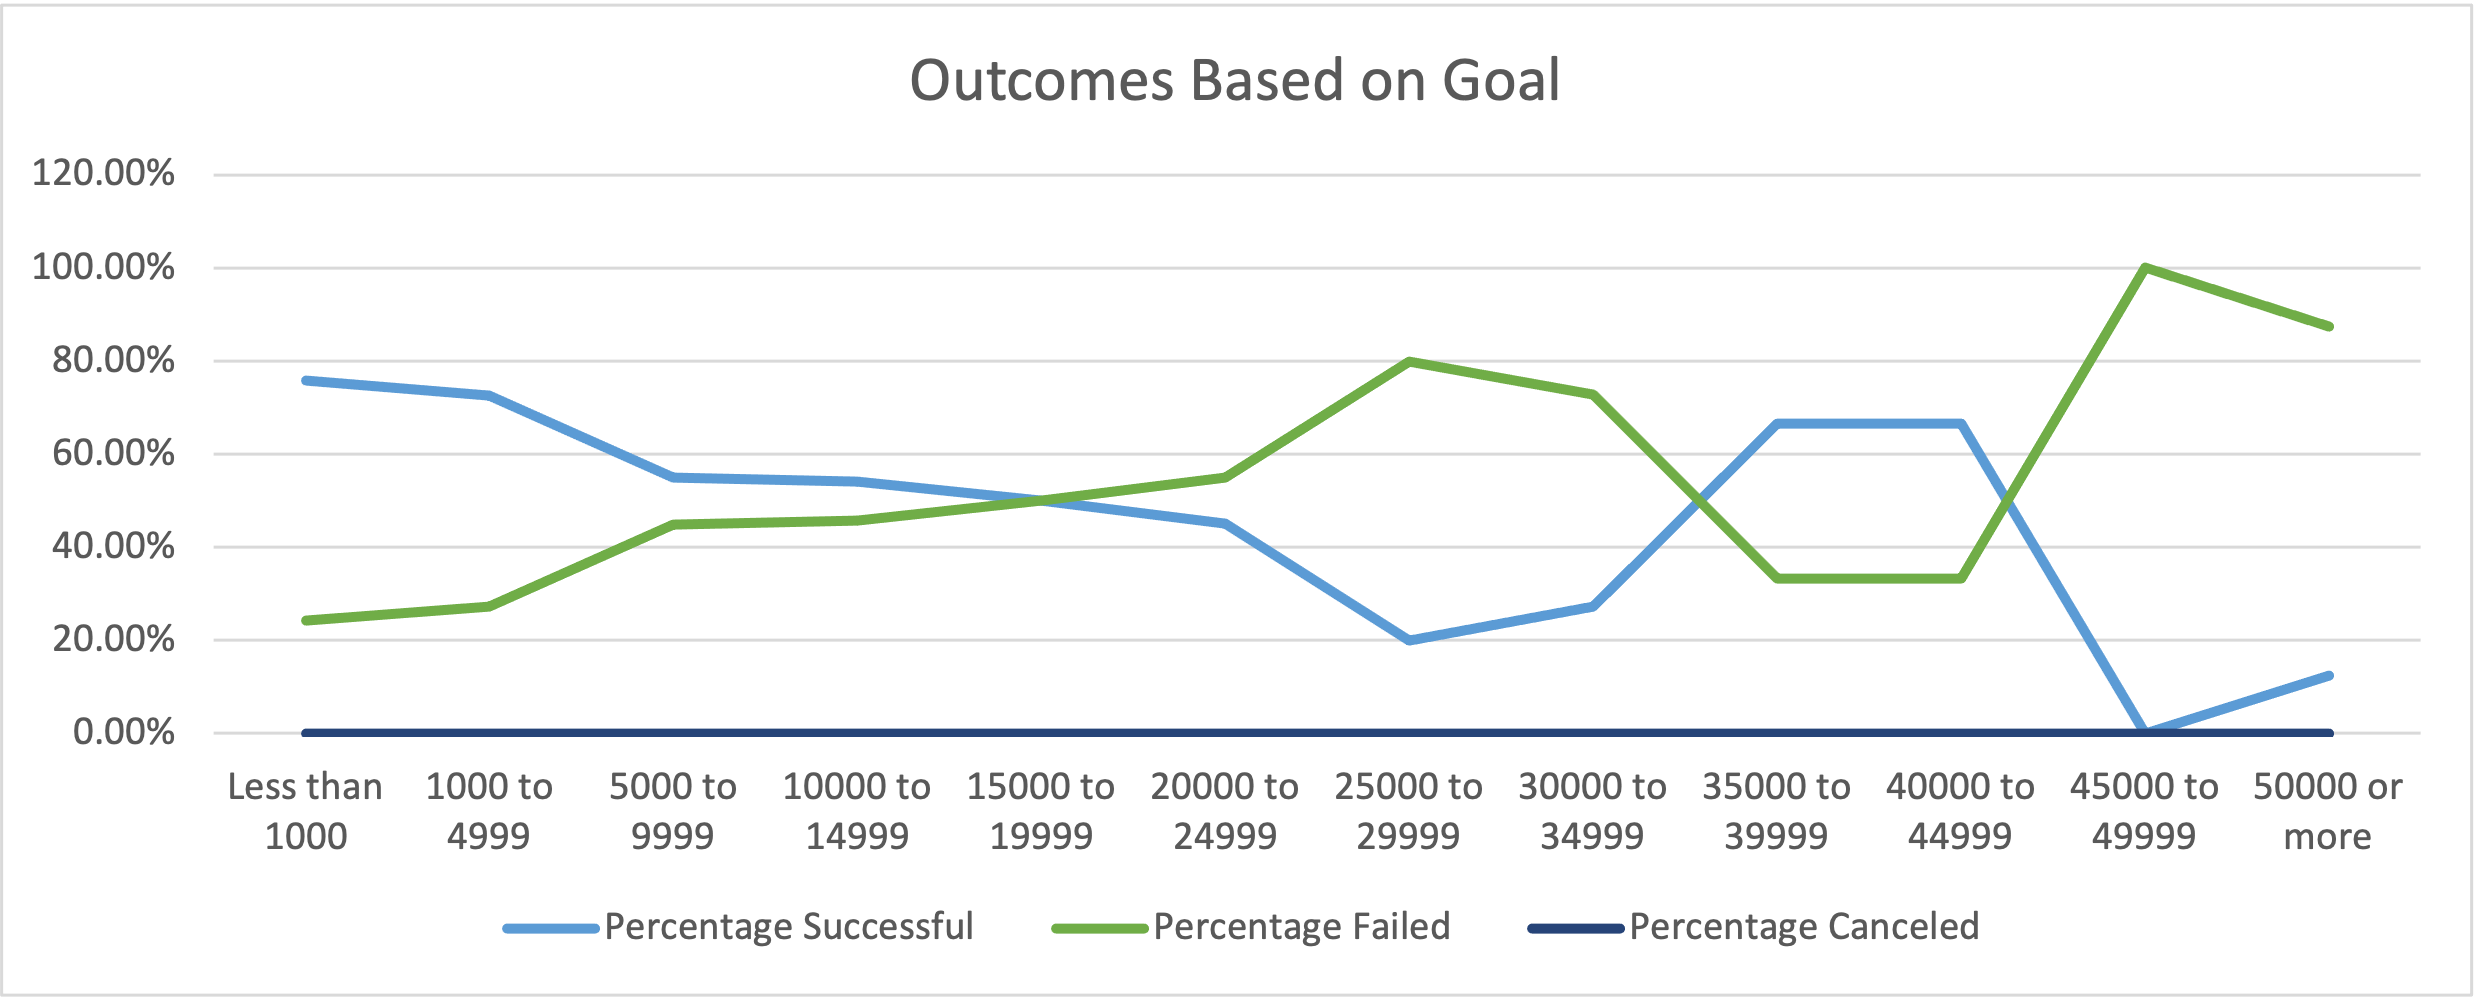 Outcomes Based on Goal
120.00%
100.00%
80.00%
60.00%
40.00%
20.00%
0.00%
Less than 1000 to 5000 to 10000 to 15000 to 20000 to 25000 to 30000 to 35000 to 40000 to 45000 to 50000 or
1000 4999 9999 14999 19999 24999 29999 34999 39999 44999 49999 more
Percentage Successful Percentage Failed Percentage Canceled